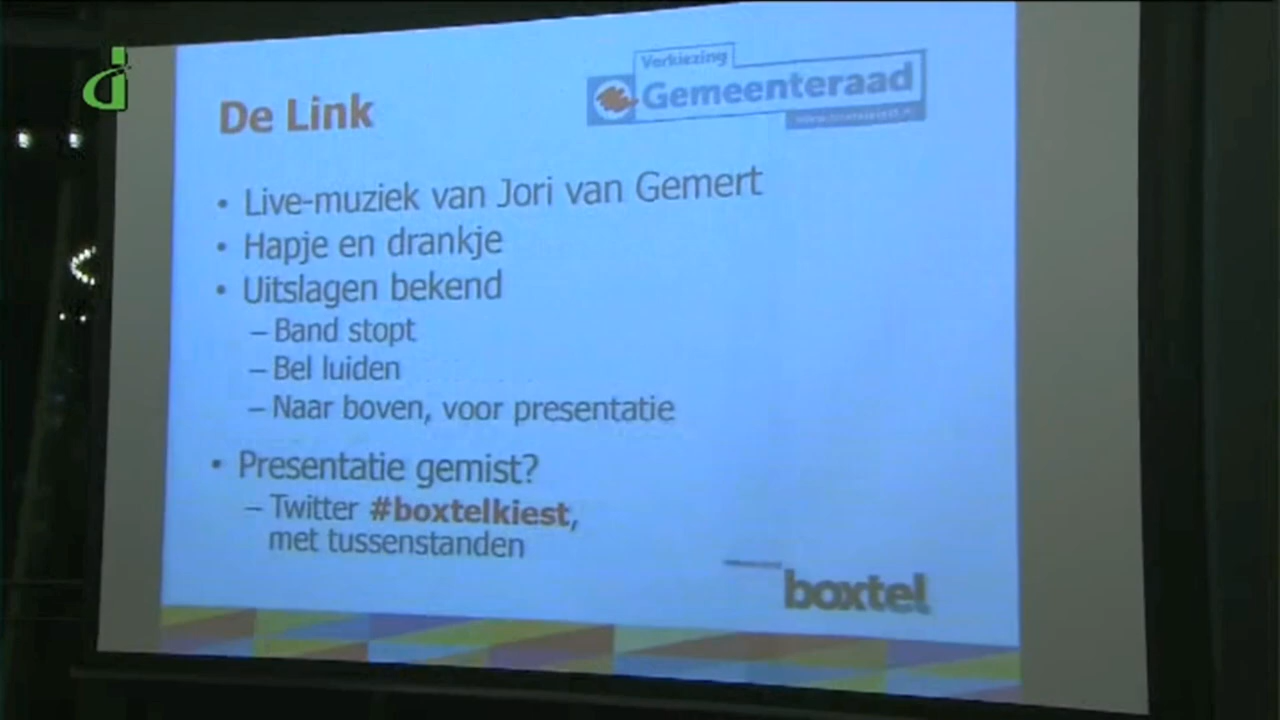 De Link
Verkiezing
Gemeenteraad
• Live-muziek van Jori van Gemert
• Hapje en drankje
• Uitslagen bekend
– Band stopt
– Bel luiden
– Naar boven, voor presentatie
• Presentatie gemist?
– Twitter #boxtelkiest,
met tussenstanden
boxtel